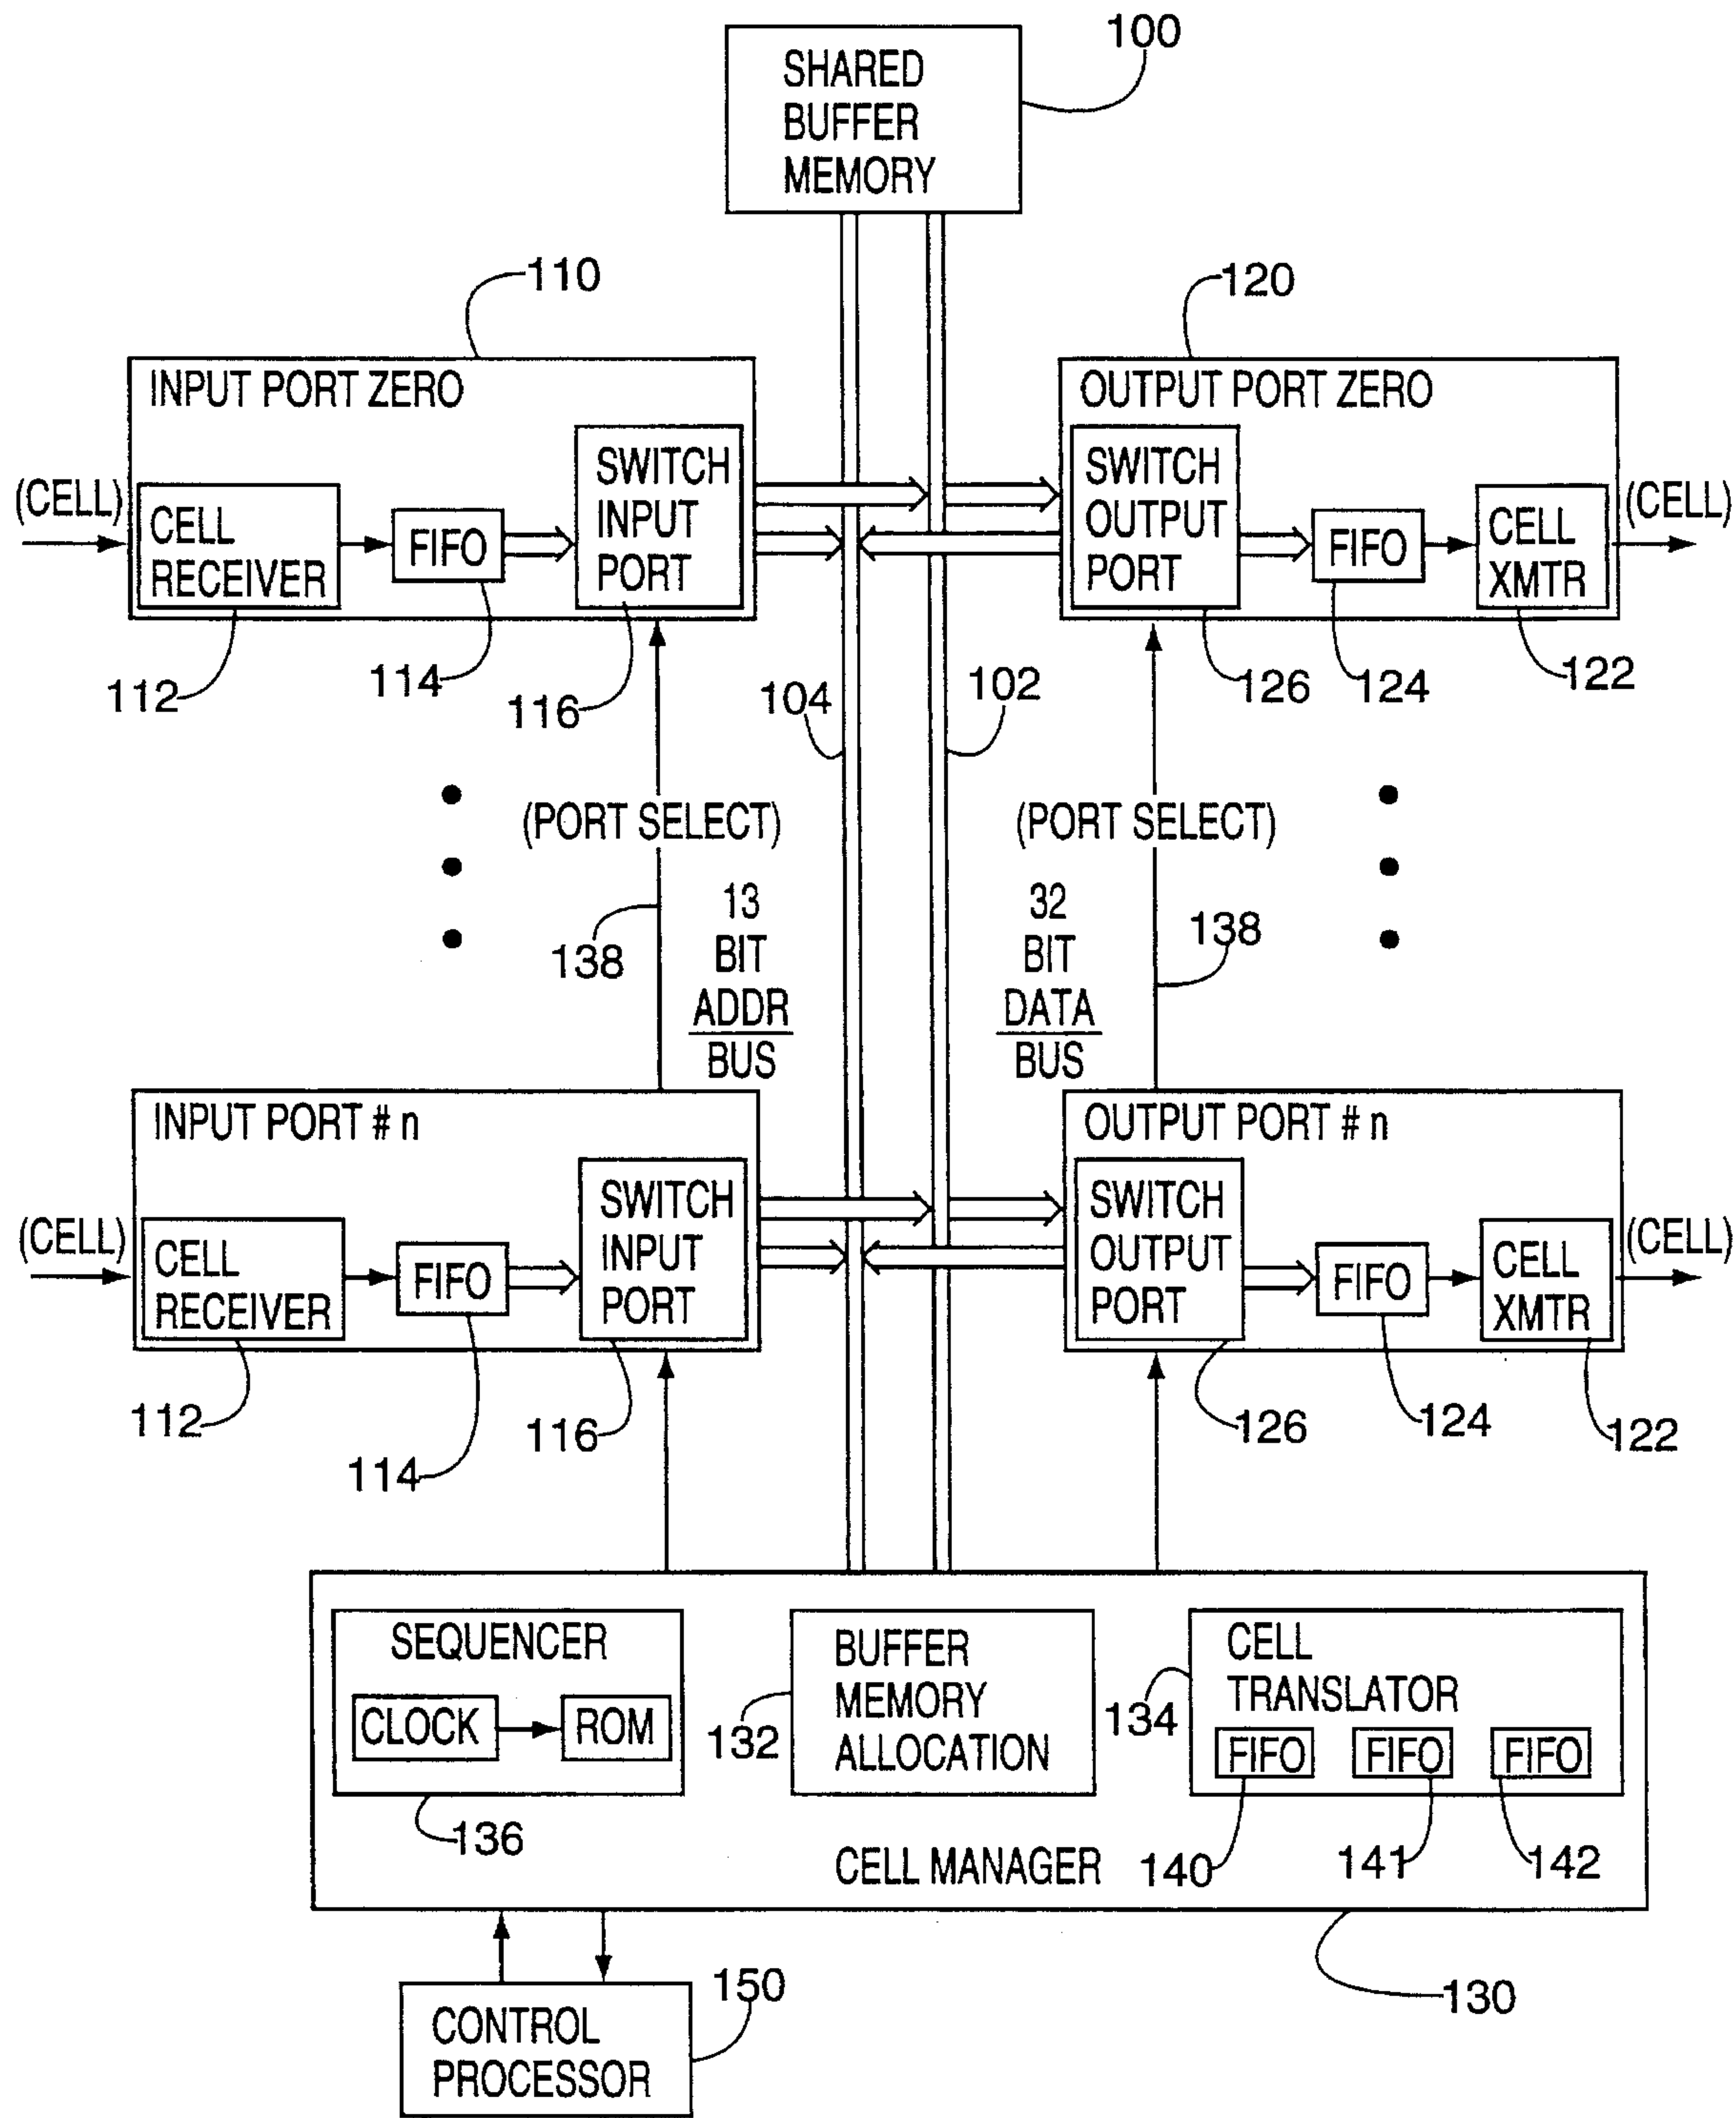 100
SHARED
BUFFER
MEMORY
110
120
INPUT PORT ZERO
OUTPUT PORT ZERO
(CELL)
CELL
RECEIVER
FIFO
SWITCH
INPUT
PORT
SWITCH
OUTPUT
PORT
FIFO
CELL
XMTR
(CELL)
112
114
116
104
102
126
124
122
(PORT SELECT)
(PORT SELECT)
138
13
BIT
ADDR
BUS
32
BIT
DATA
BUS
138
INPUT PORT # n
OUTPUT PORT # n
(CELL)
CELL
RECEIVER
FIFO
SWITCH
INPUT
PORT
SWITCH
OUTPUT
PORT
FIFO
CELL
XMTR
(CELL)
112
114
116
126
124
122
SEQUENCER
CLOCK
ROM
136
132
BUFFER
MEMORY
ALLOCATION
134
CELL
TRANSLATOR
FIFO
FIFO
FIFO
140
141
142
CELL MANAGER
130
150
CONTROL
PROCESSOR